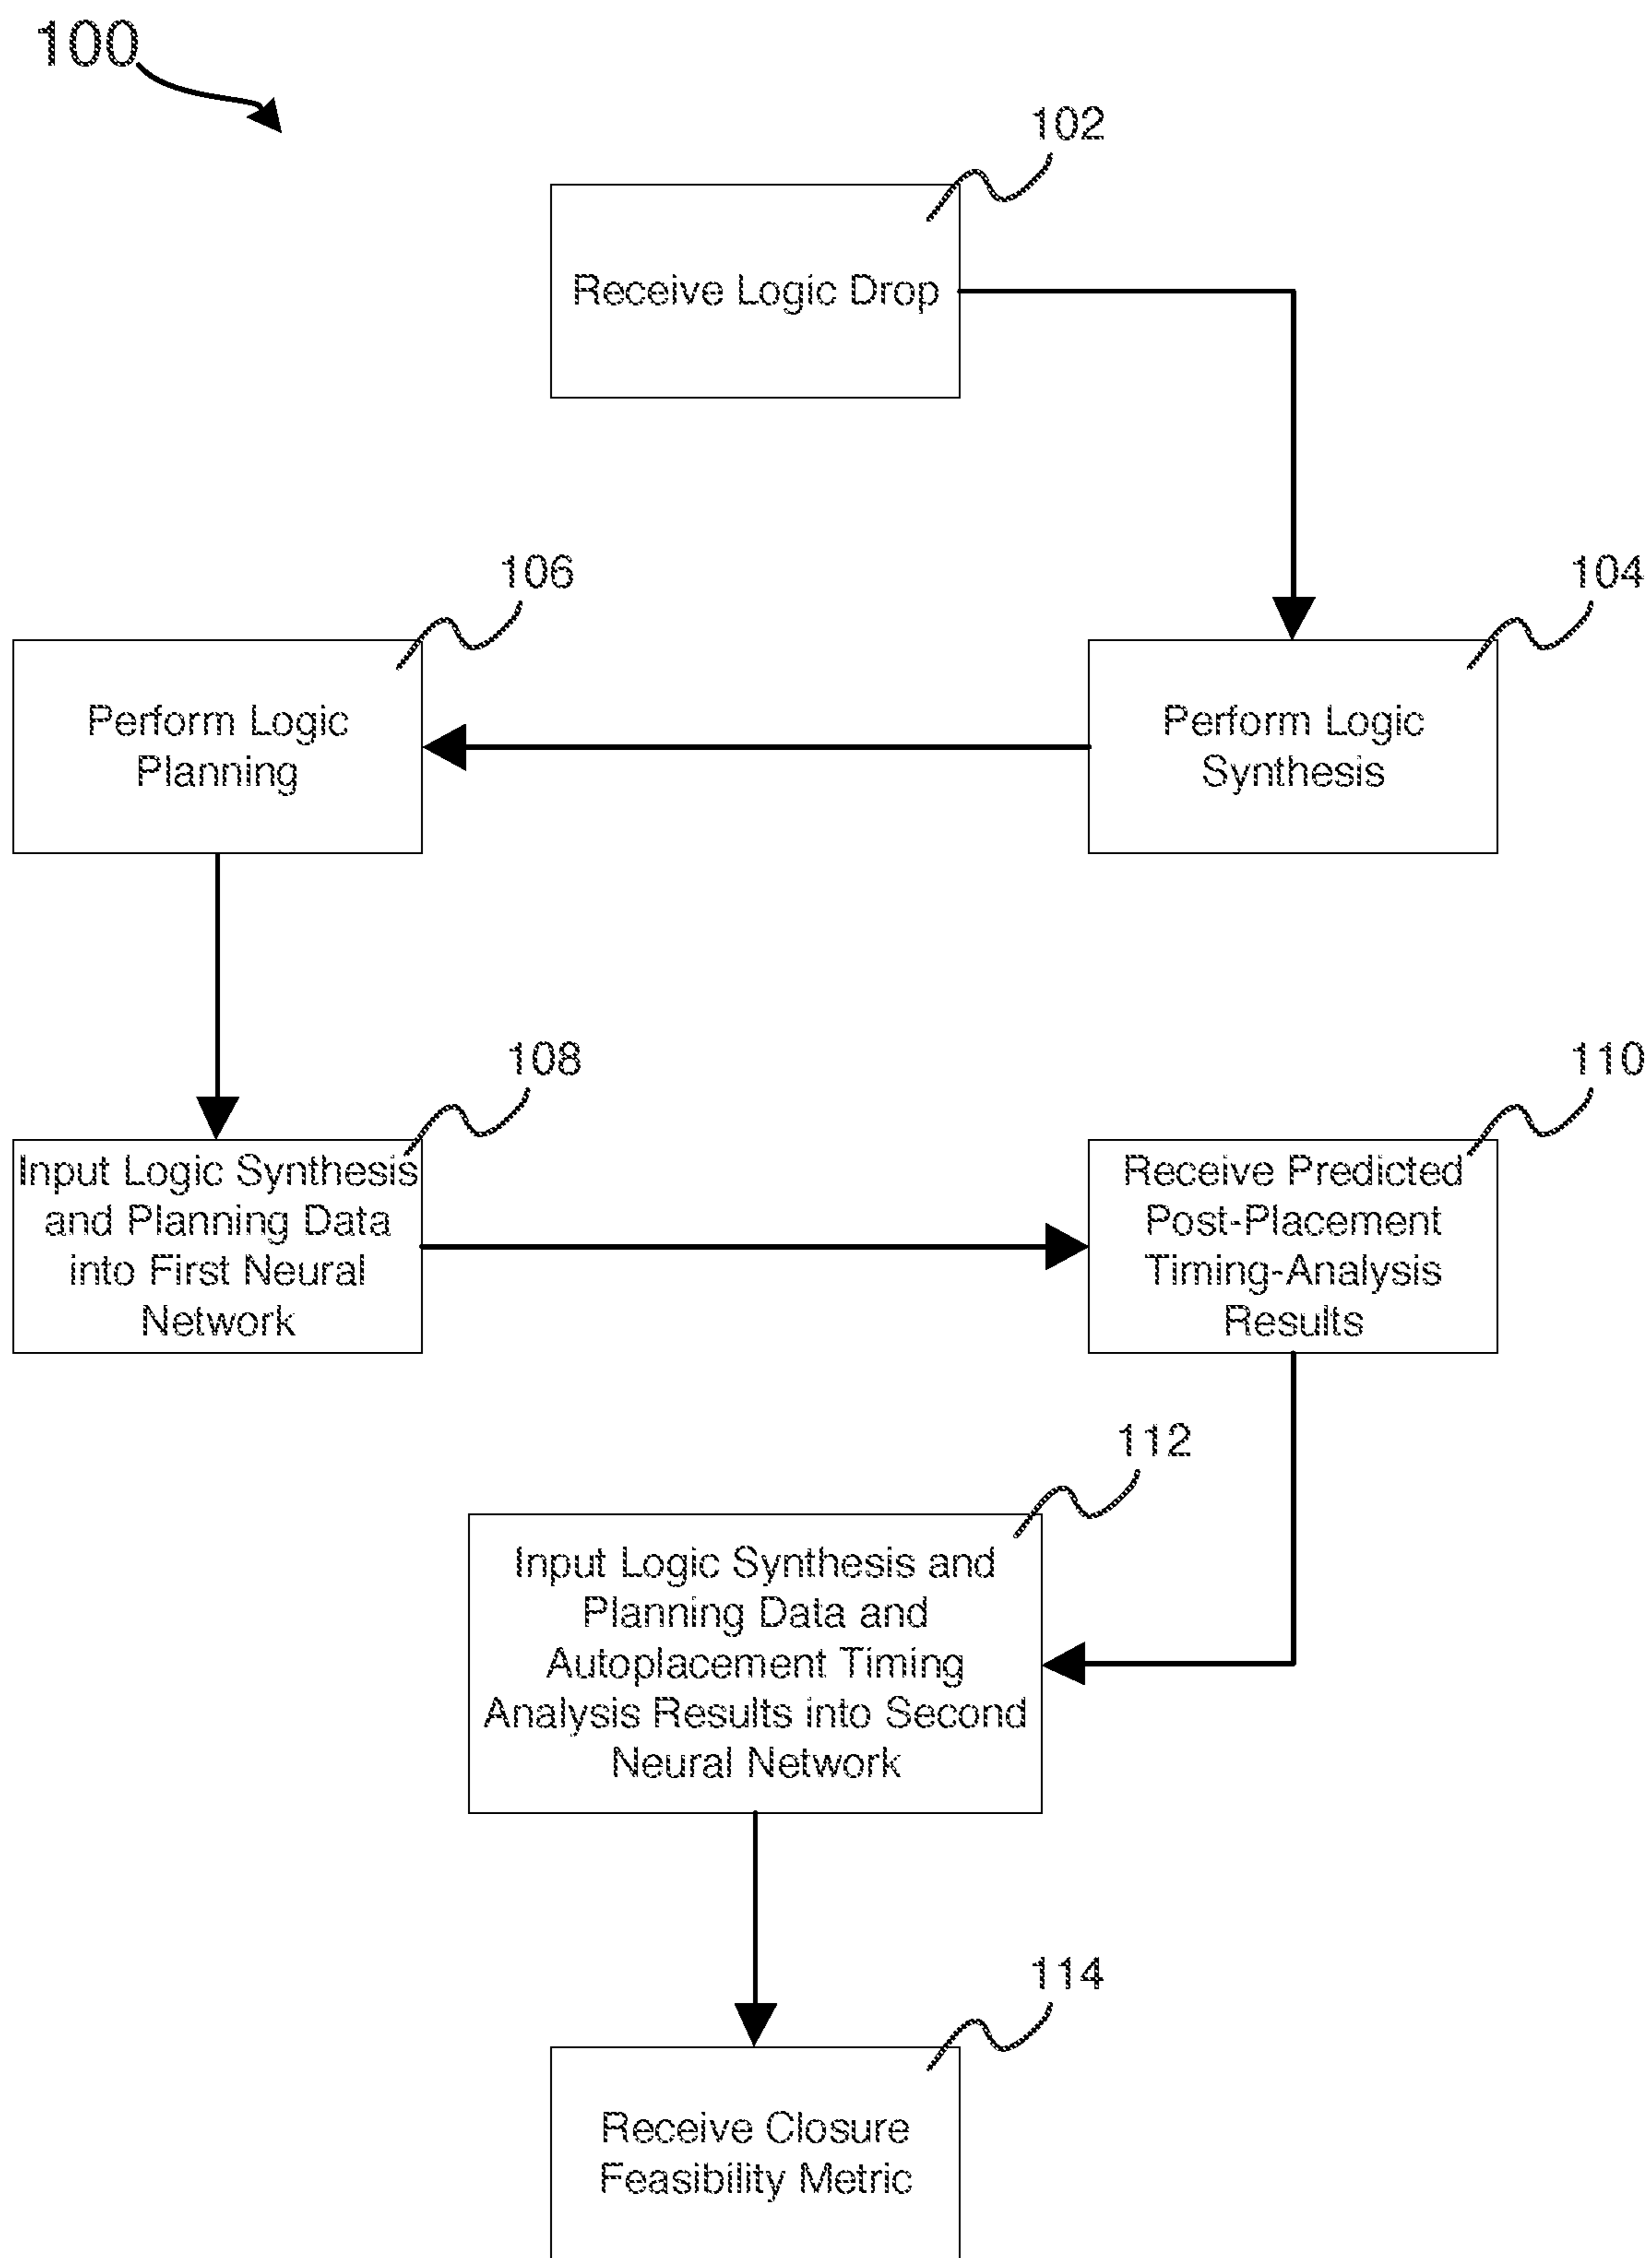 100
102
Receive Logic Drop
106
104
Perform Logic
Planning
Perform Logic
Synthesis
108
110
Input Logic Synthesis
and Planning Data
into First Neural
Network
Receive Predicted
Post-Placement
Timing-Analysis
Results
112
Input Logic Synthesis and
Planning Data and
Autoplacement Timing
Analysis Results into Second
Neural Network
114
Receive Closure
Feasibility Metric